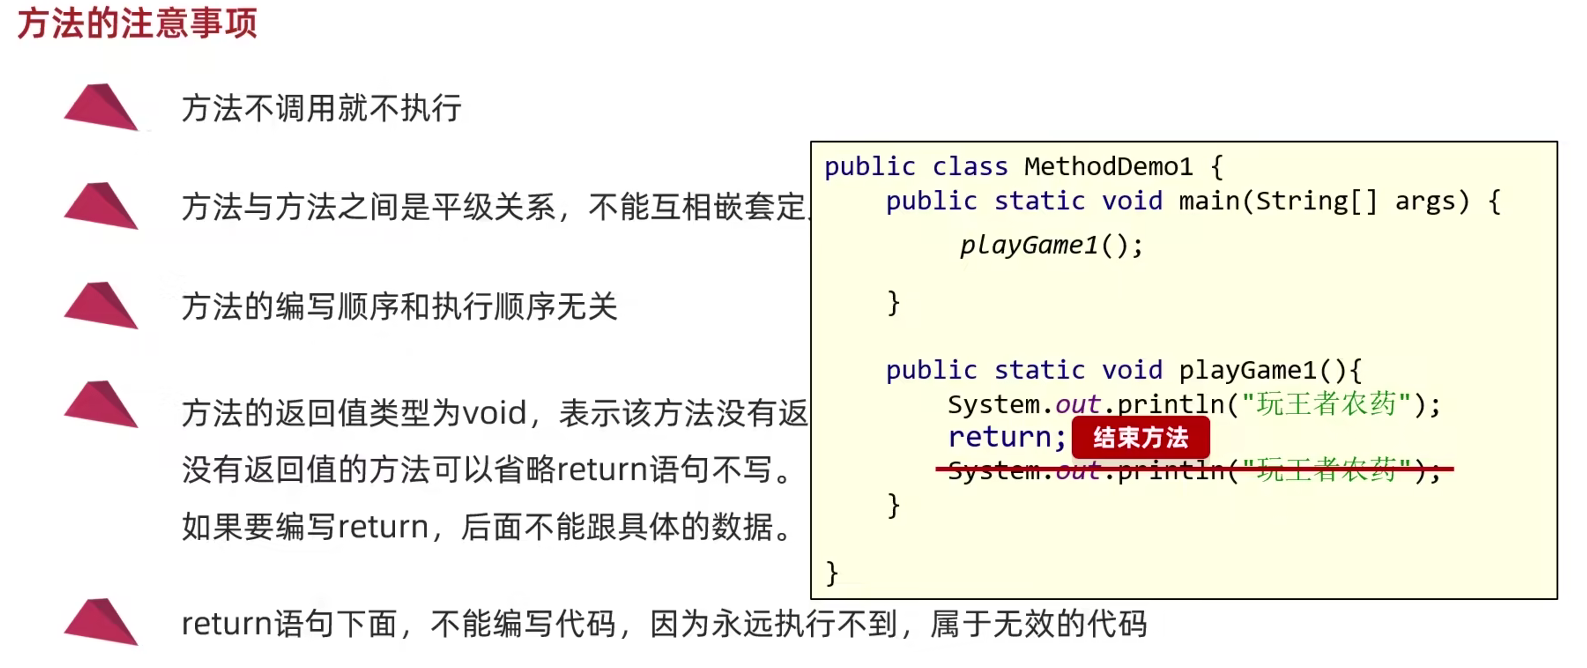 方法的注意事项
方法不调用就不执行
方法与方法之间是平级关系，不能互相嵌套定
方法的编写顺序和执行顺序无关
方法的返回值类型为void，表示该方法没有返
没有返回值的方法可以省略return语句不写。
如果要编写return，后面不能跟具体的数据。
return语句下面，不能编写代码，因为永远执行不到，属于无效的代码
public class MethodDemo1 {
public static void main(String[] args) {
playGame1();
}
public static void playGame1(){
System.out.println("玩王者农药");
return; 结束方法
System.out.println("玩王者农药");
}
}